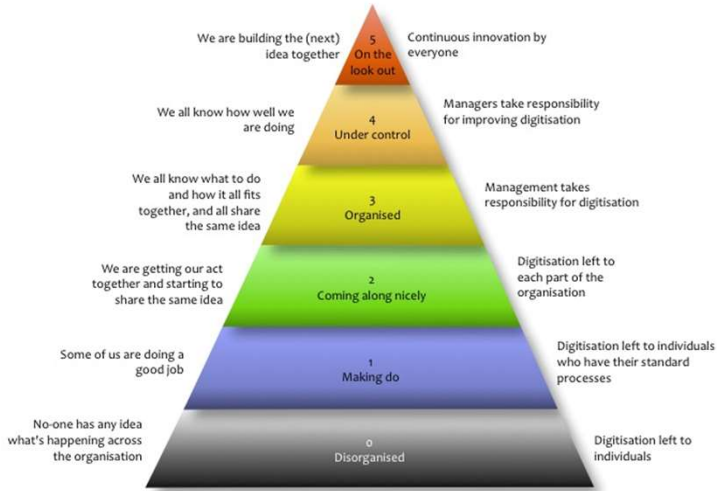 We are building the (next)
idea together
5
On the
look out
Continuous innovation by
everyone
We all know how well we
are doing
4
Under control
Managers take responsibility
for improving digitisation
We all know what to do
and how it all fits
together, and all share
the same idea
3
Organised
Management takes
responsibility for digitisation
We are getting our act
together and starting to
share the same idea
2
Coming along nicely
Digitisation left to
each part of the
organisation
Some of us are doing a
good job
1
Making do
Digitisation left to individuals
who have their standard
processes
No-one has any idea
what's happening across
the organisation
0
Disorganised
Digitisation left to
individuals